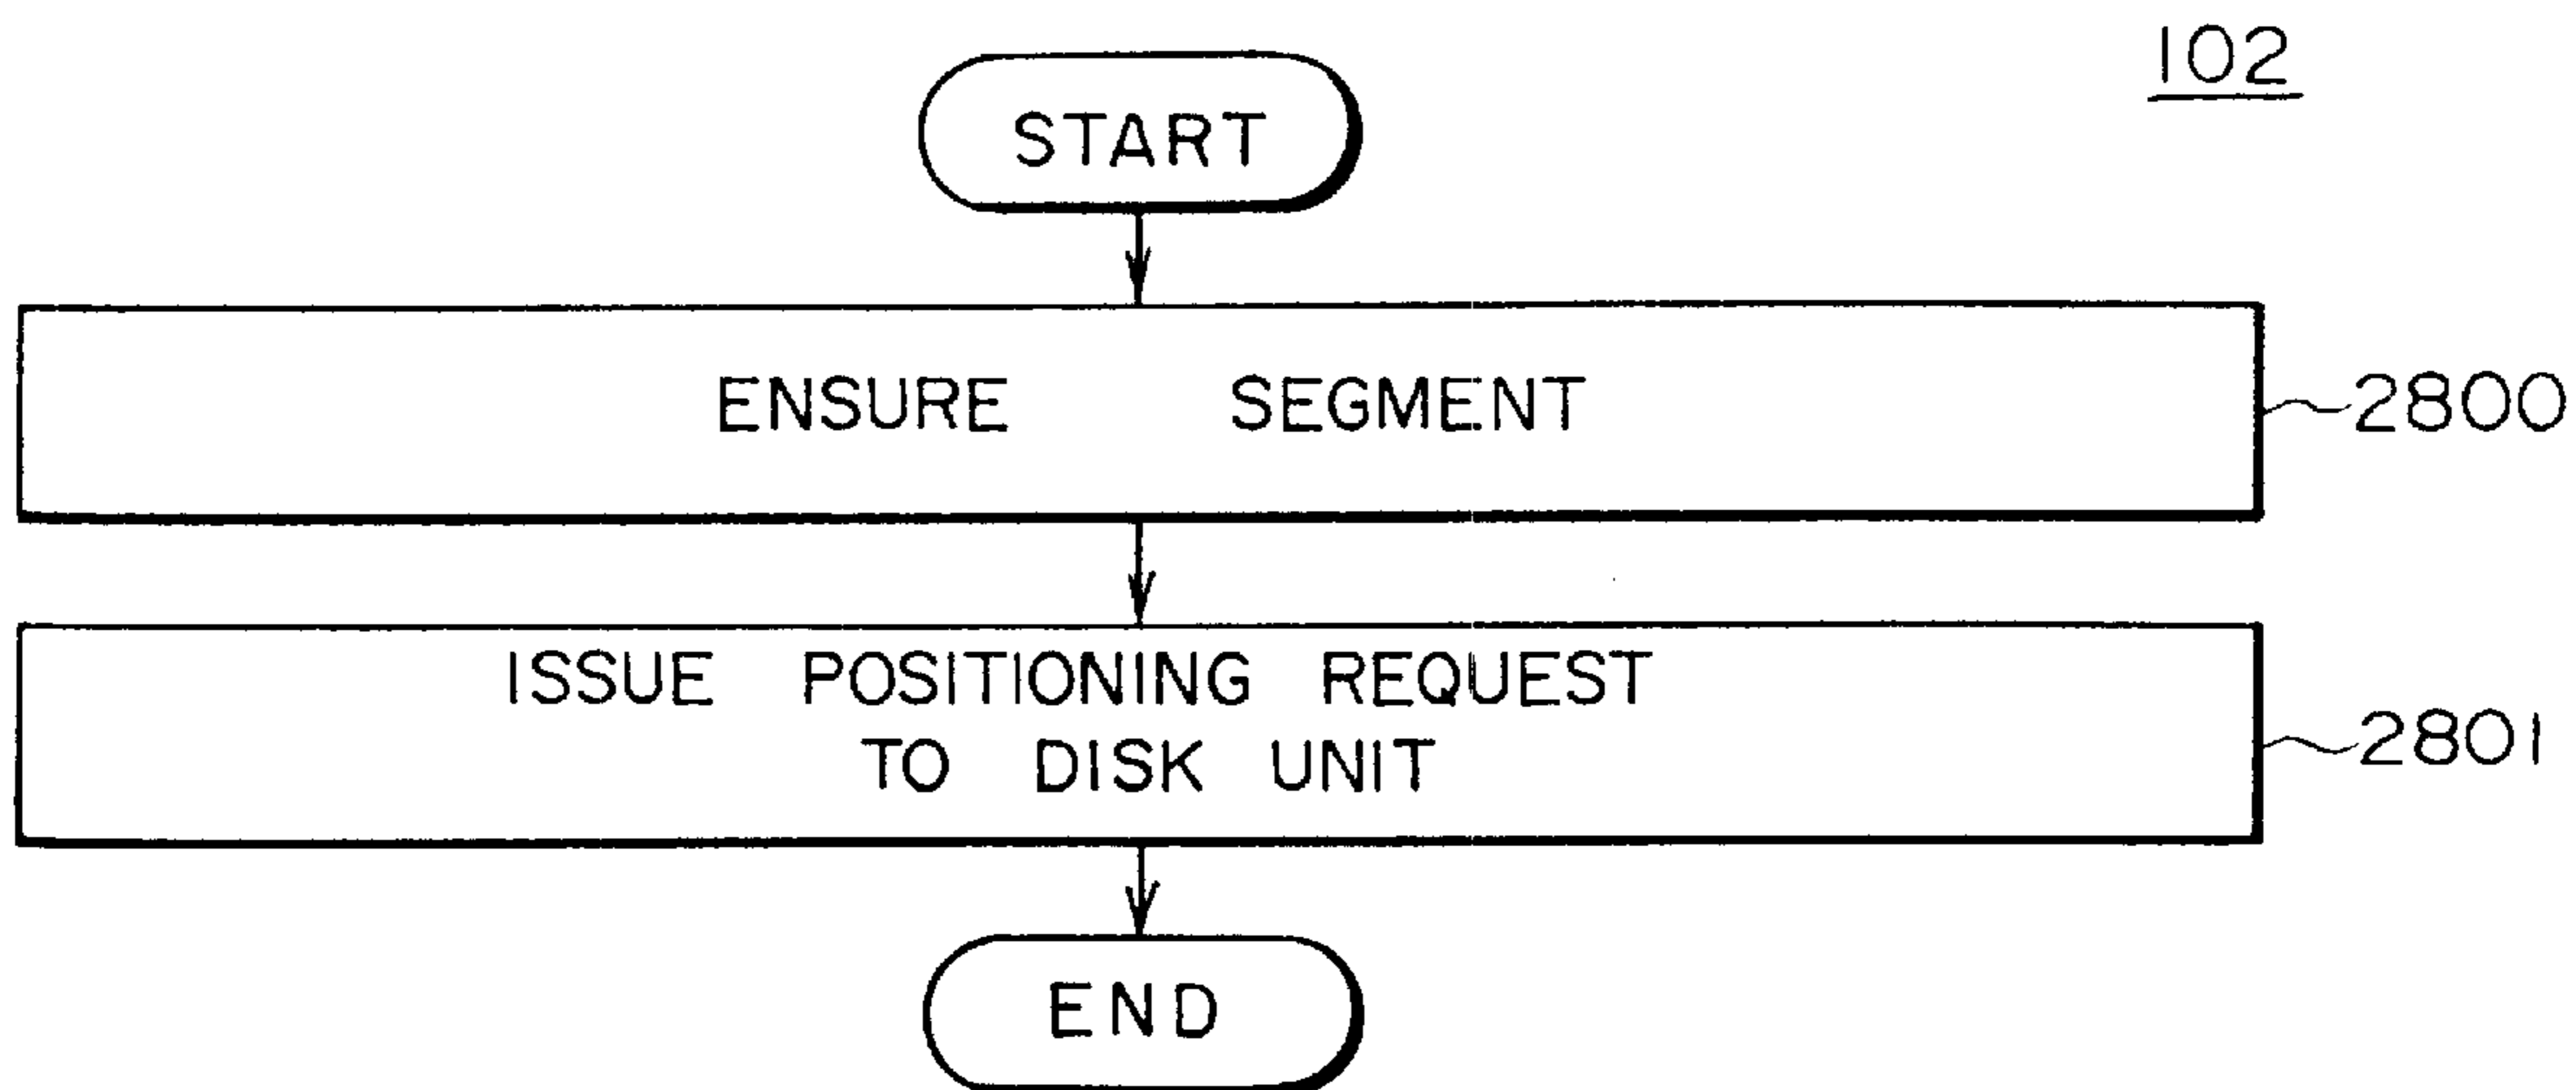 102
START
ENSURE SEGMENT
2800
ISSUE POSITIONING REQUEST
TO DISK UNIT
2801
END